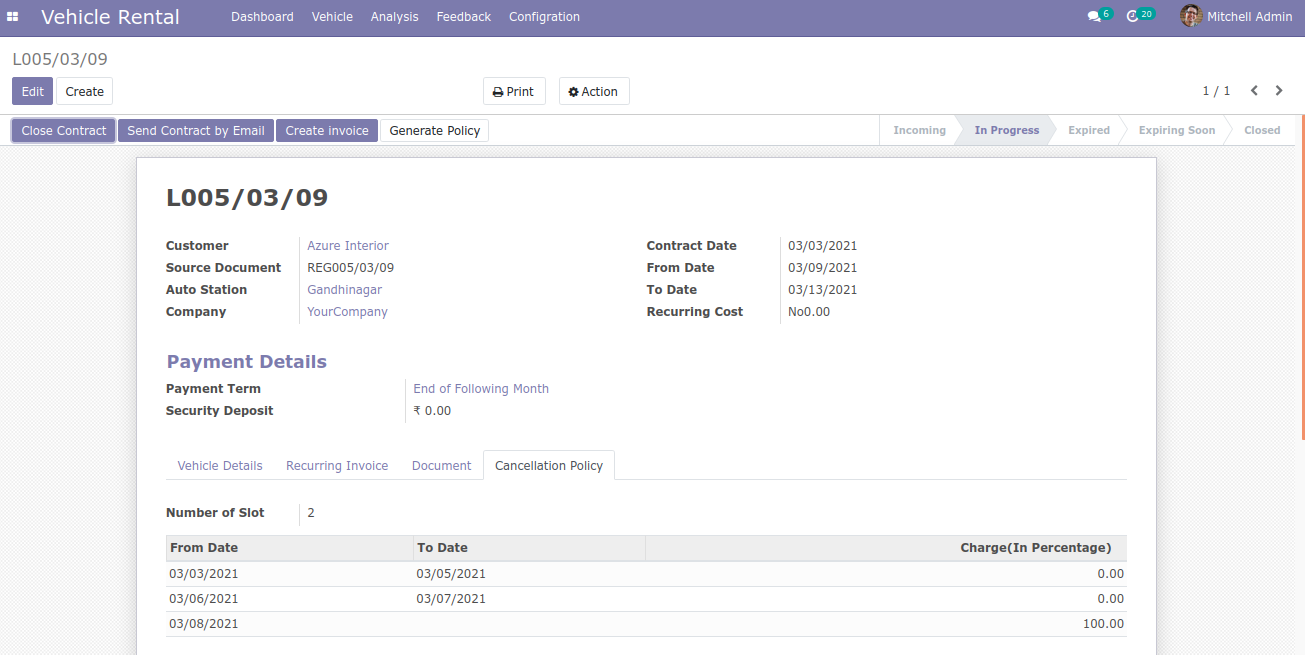 Vehicle Rental Dashboard Vehicle Analysis Feedback Configration 6 20 Mitchell Admin
L005/03/09
Edit Create Print Action 1 / 1
Close Contract Send Contract by Email Create invoice Generate Policy Incoming In Progress Expired Expiring Soon Closed
L005/03/09
Customer Azure Interior Contract Date 03/03/2021
Source Document REG005/03/09 From Date 03/09/2021
Auto Station Gandhinagar To Date 03/13/2021
Company YourCompany Recurring Cost No0.00
Payment Details
Payment Term End of Following Month
Security Deposit ₹ 0.00
Vehicle Details Recurring Invoice Document Cancellation Policy
Number of Slot 2
From Date To Date Charge(In Percentage)
03/03/2021 03/05/2021 0.00
03/06/2021 03/07/2021 0.00
03/08/2021 100.00